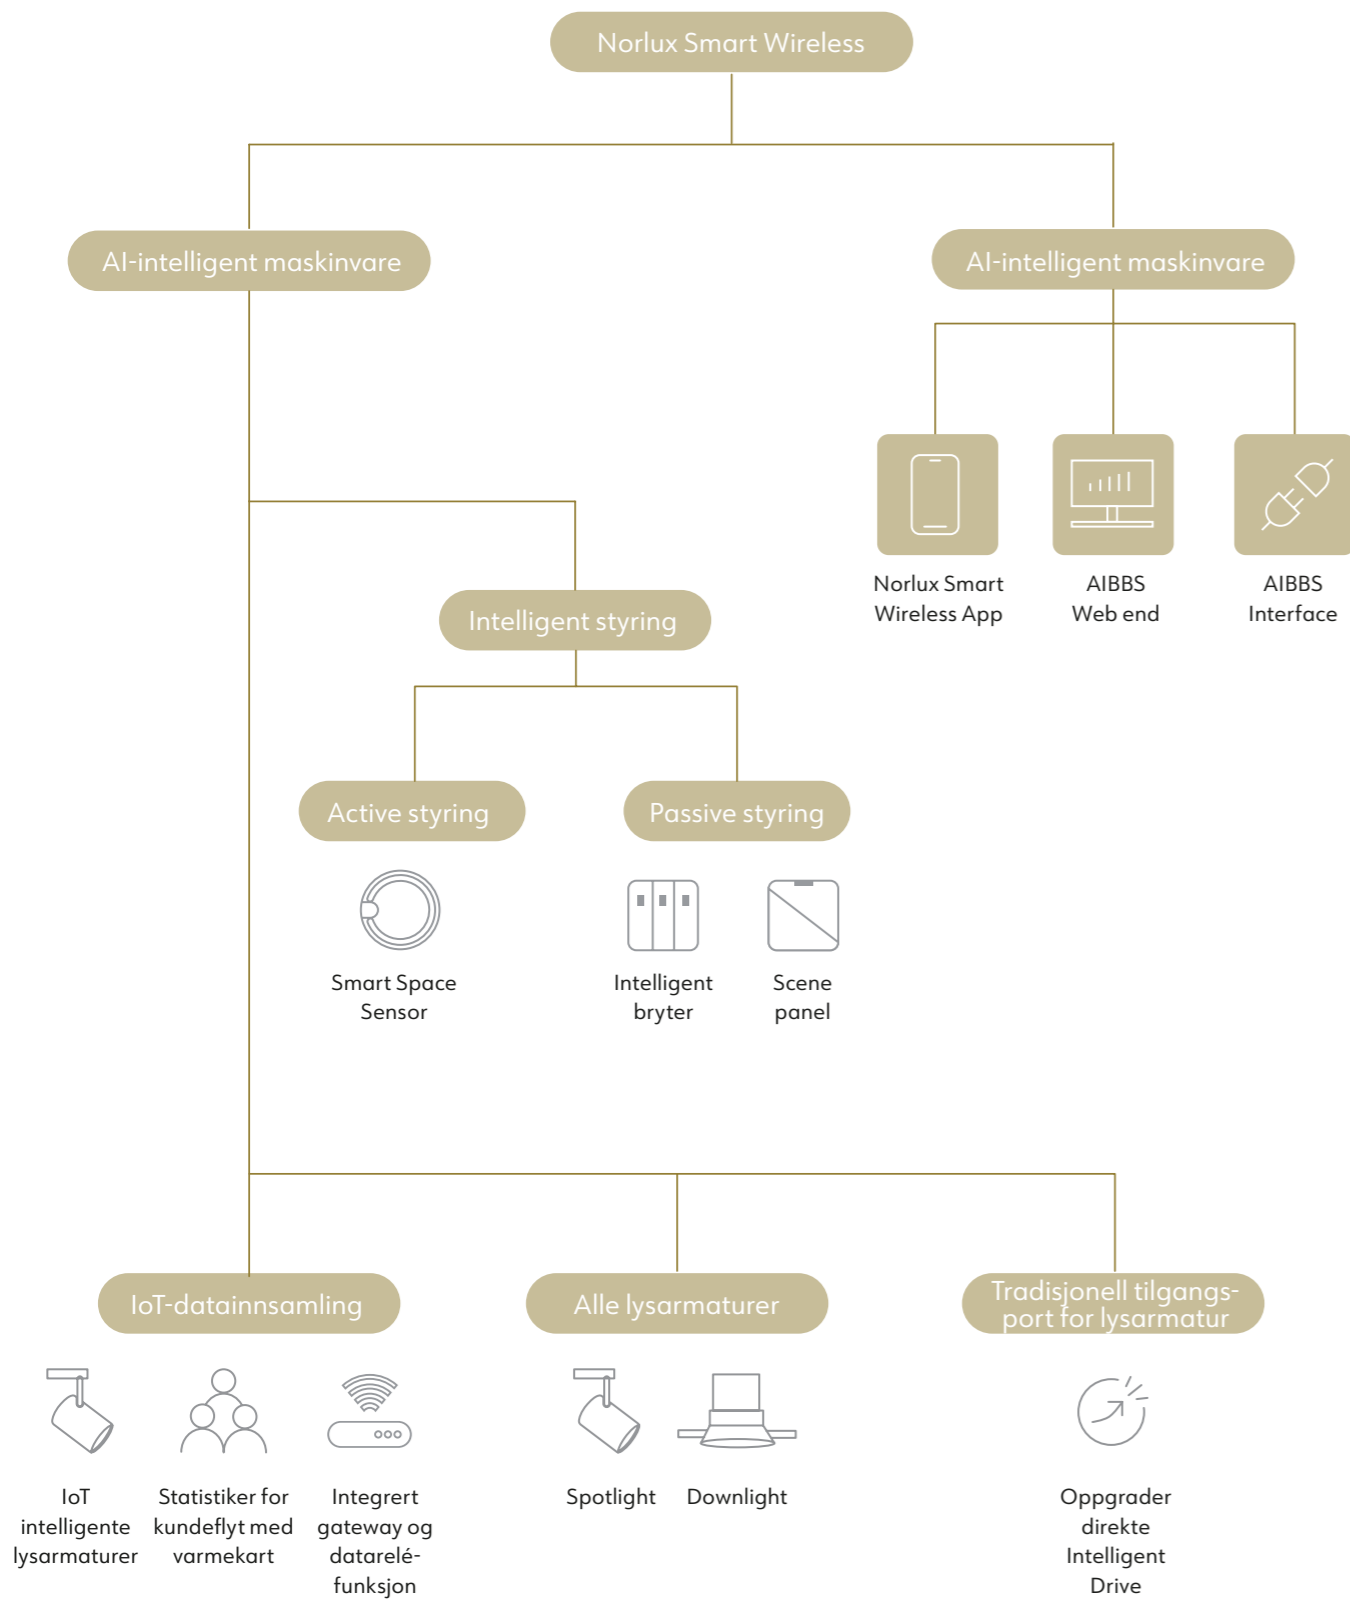 Norlux Smart Wireless
AI-intelligent maskinvare
AI-intelligent maskinvare
Norlux Smart
Wireless App
AIBBS
Web end
AIBBS
Interface
Intelligent styring
Active styring
Passive styring
Smart Space
Sensor
Intelligent
bryter
Scene
panel
IoT-datainnsamling
Alle lysarmaturer
Tradisjonell tilgangs-
port for lysarmatur
IoT
intelligente
lysarmaturer
Statistiker for
kundeflyt med
varmekart
Integrert
gateway og
datarelé-
funksjon
Spotlight
Downlight
Oppgrader
direkte
Intelligent
Drive